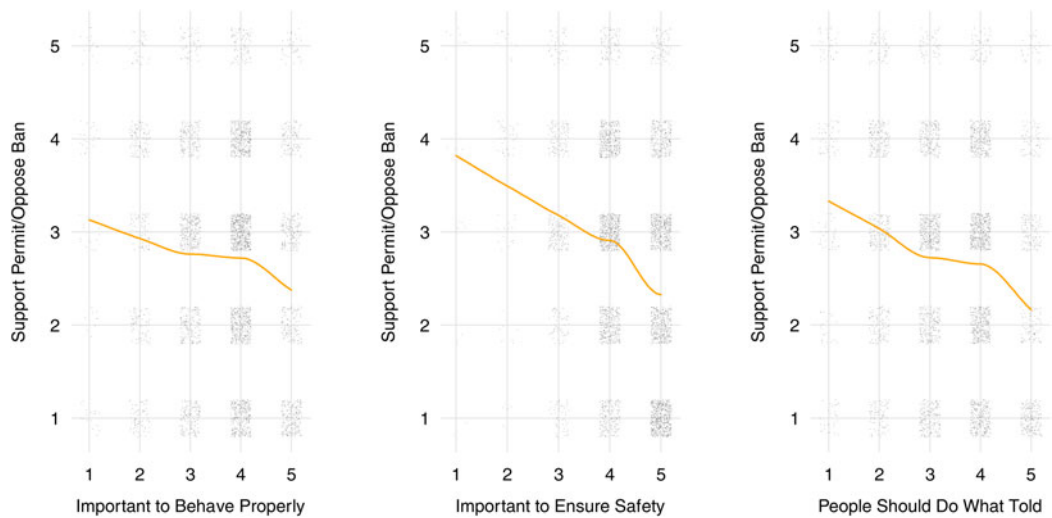 Support Permit/Oppose Ban
5
4
3
2
1
1 2 3 4 5
Important to Behave Properly
Support Permit/Oppose Ban
5
4
3
2
1
1 2 3 4 5
Important to Ensure Safety
Support Permit/Oppose Ban
5
4
3
2
1
1 2 3 4 5
People Should Do What Told